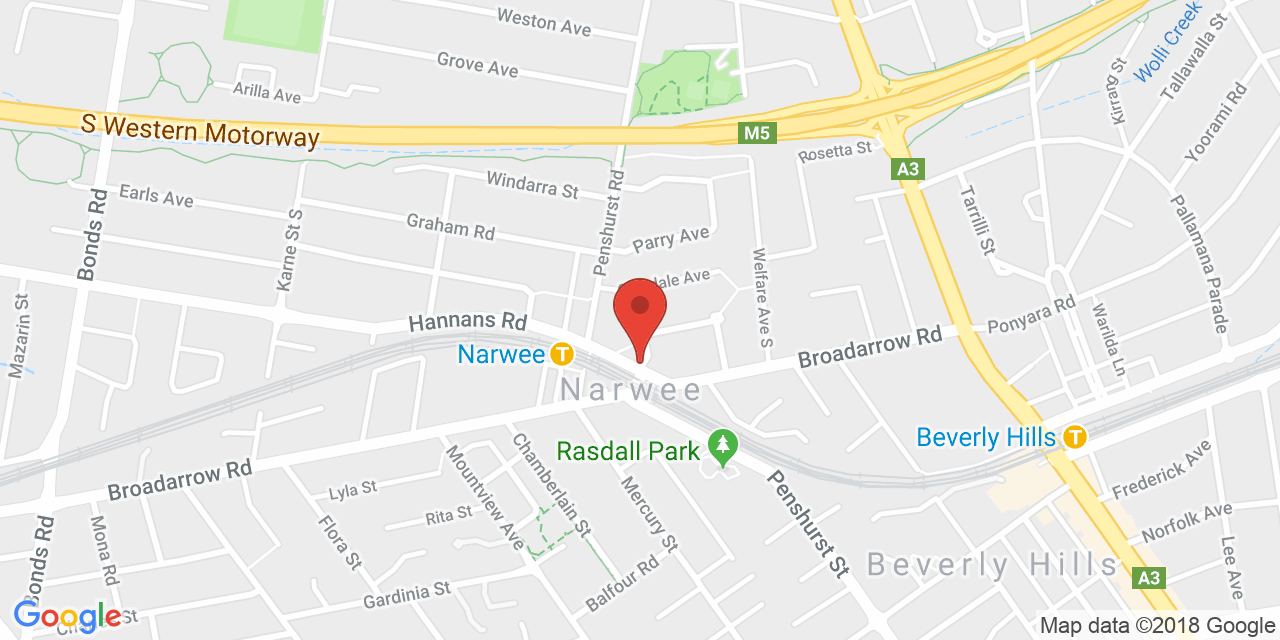 Weston Ave
Grove Ave
Arilla Ave
Wolli Creek
Tallawalla St
Kirrang St
Yoorami Rd
S Western Motorway
M5
Rosetta St
A3
Earls Ave
Windarra St
Penshurst Rd
Bonds Rd
Karne St S
Graham Rd
Parry Ave
Welfare Ave S
Tarrilli St
Pallamana Parade
dale Ave
Mazarin St
Hannans Rd
Narwee
T
Narwee
Broadarrow Rd
Ponyara Rd
Warilda Ln
Beverly Hills
T
Rasdall Park
Broadarrow Rd
Lyla St
Rita St
Mountview Ave
Chamberlain St
Mercury St
Penshurst St
Frederick Ave
Norfolk Ave
Lee Ave
Mona Rd
Flora St
Bonds Rd
Gardinia St
Balfour Rd
Beverly Hills
A3
St
Google
Map data ©2018 Google